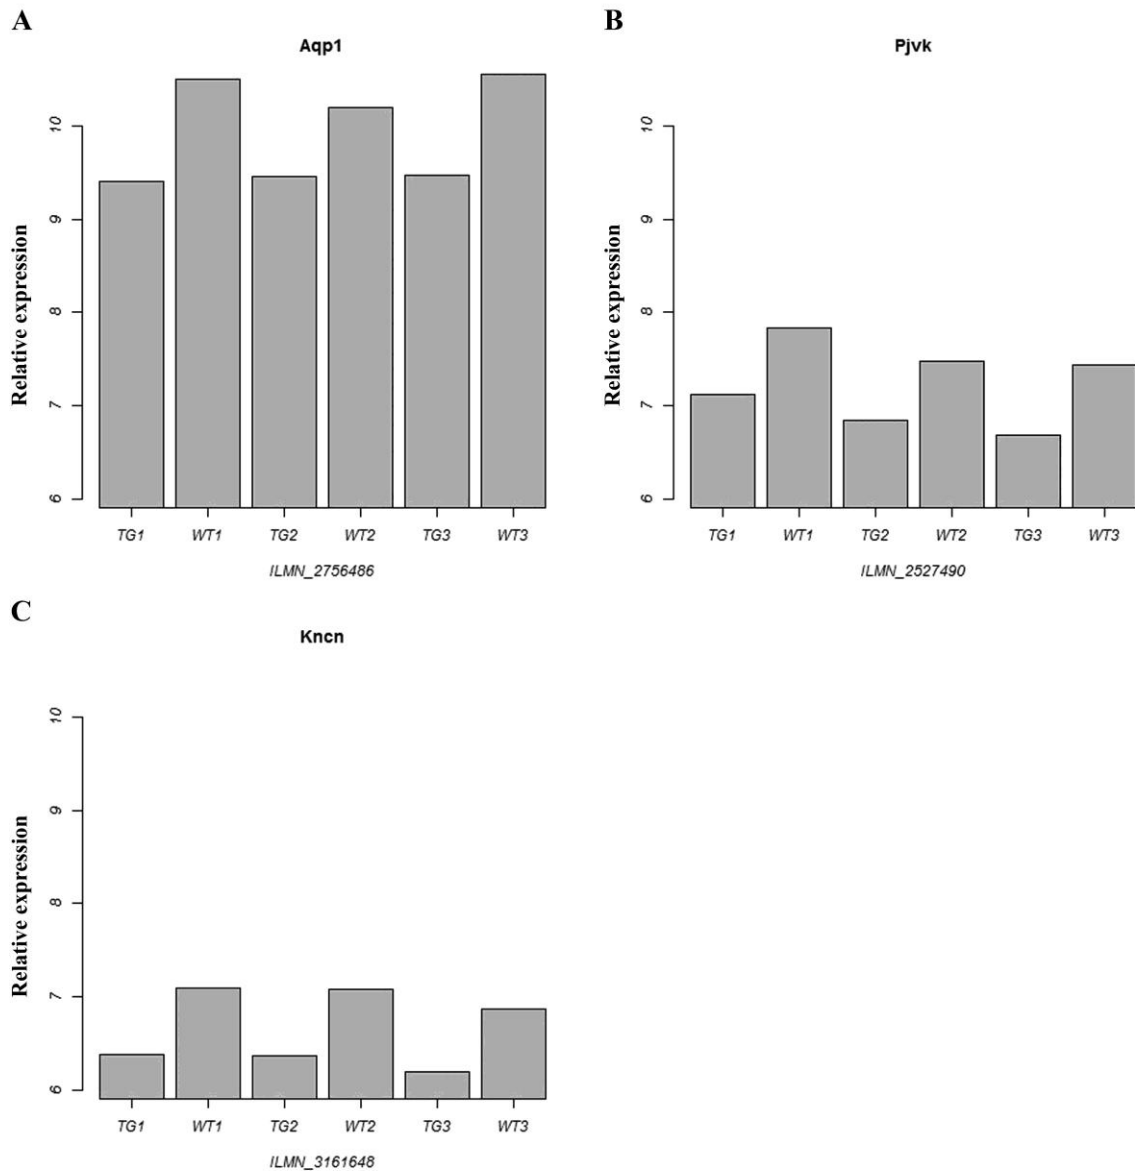 A
Aqp1
Relative expression
10
9
8
7
6
TG1 WT1 TG2 WT2 TG3 WT3
ILMN_2756486
B
Pjvk
Relative expression
10
9
8
7
6
TG1 WT1 TG2 WT2 TG3 WT3
ILMN_2527490
C
Kncn
Relative expression
10
9
8
7
6
TG1 WT1 TG2 WT2 TG3 WT3
ILMN_3161648